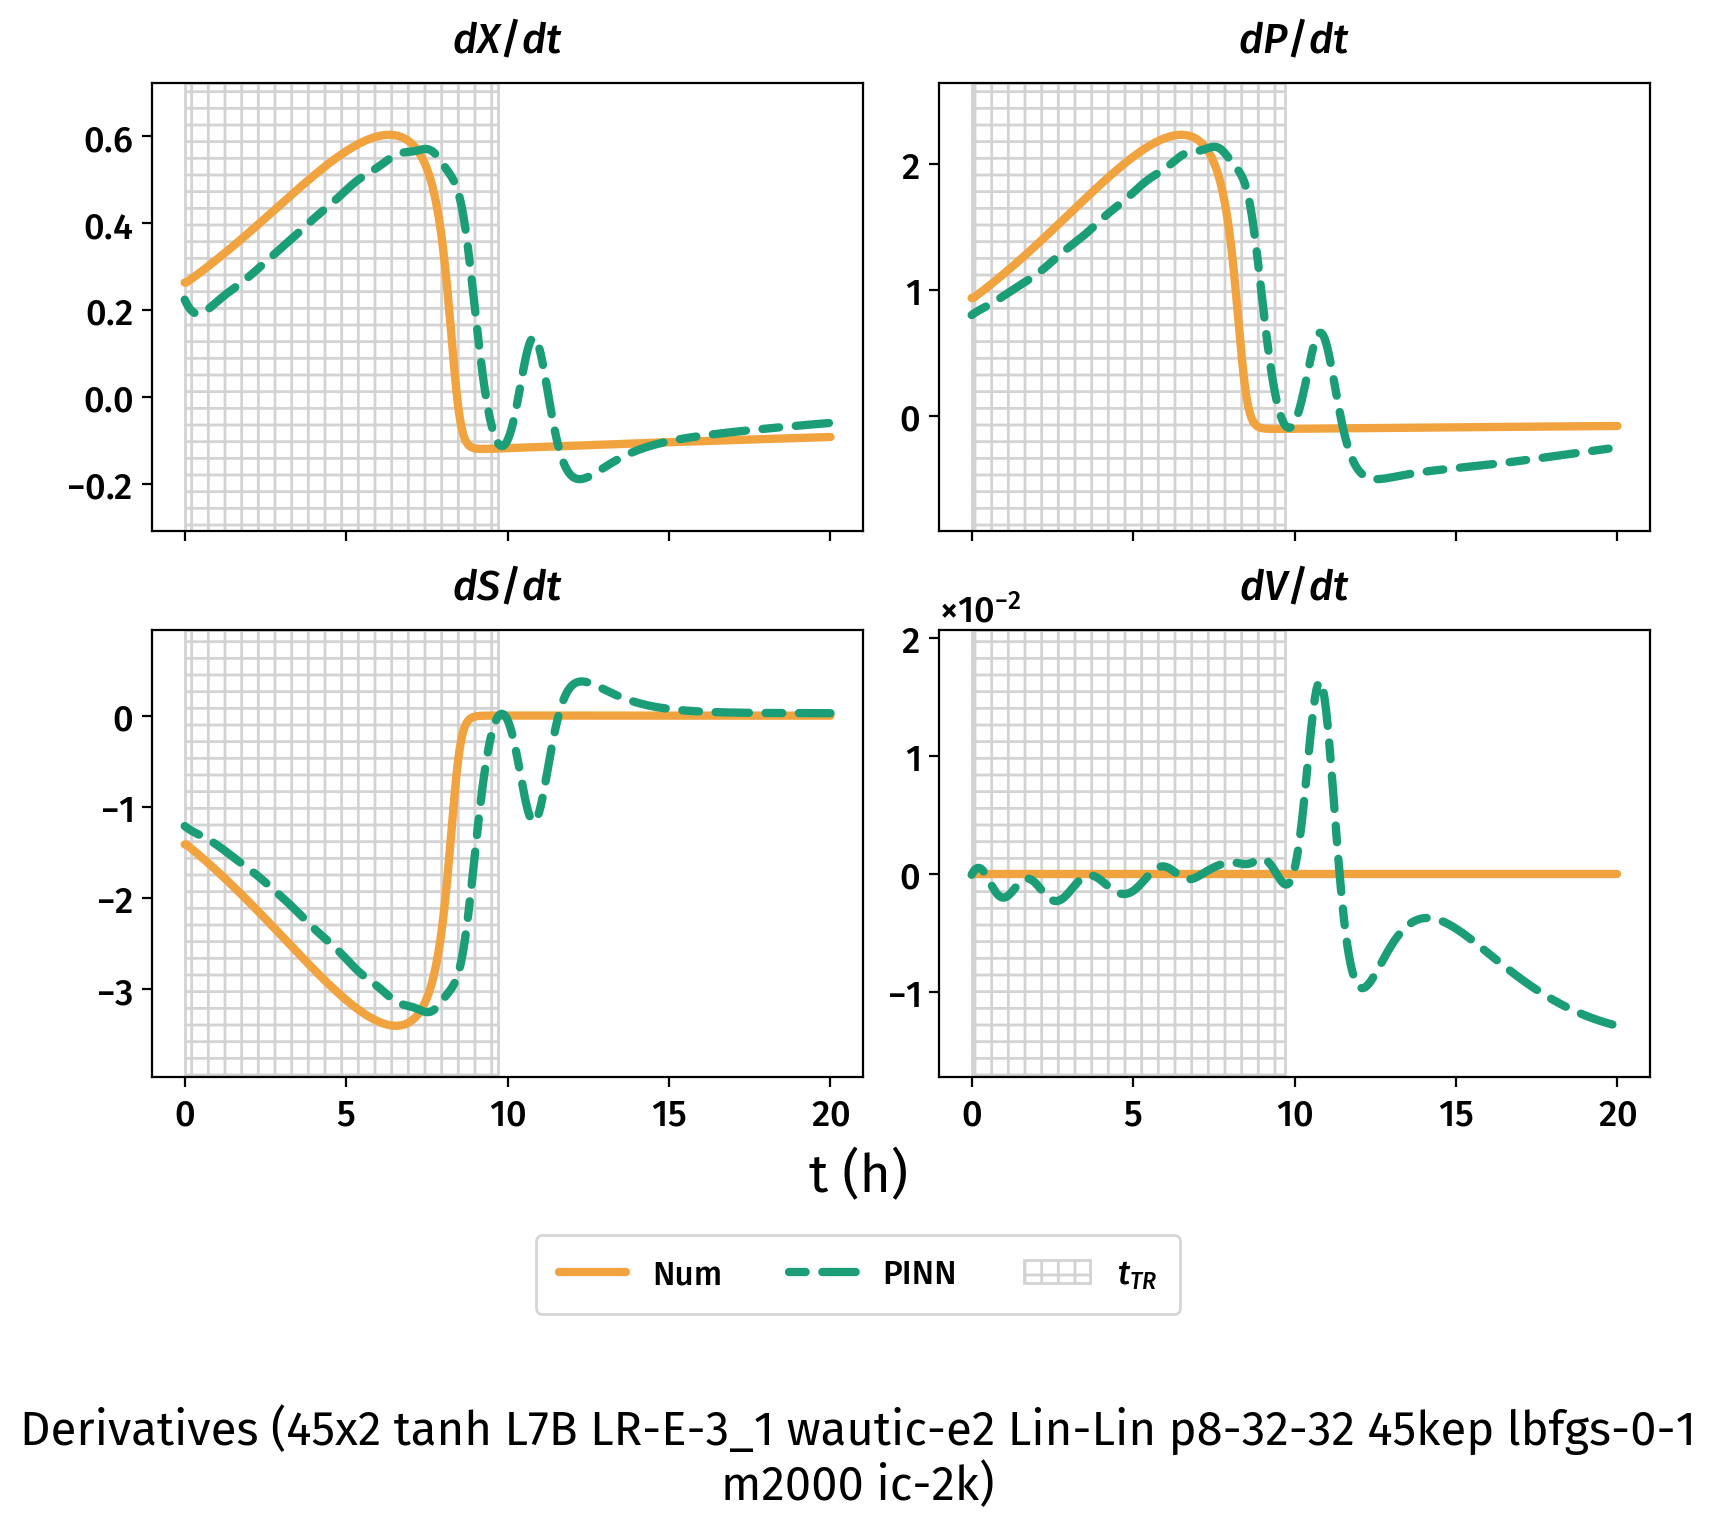 dX/dt
dP/dt
0.6
0.4
0.2
0.0
−0.2
2
1
0
dS/dt
dV/dt
×10⁻²
0
−1
−2
−3
2
1
0
−1
0 5 10 15 20
0 5 10 15 20
t (h)
Num PINN t_TR
Derivatives (45x2 tanh L7B LR-E-3_1 wautic-e2 Lin-Lin p8-32-32 45kep lbfgs-0-1
m2000 ic-2k)